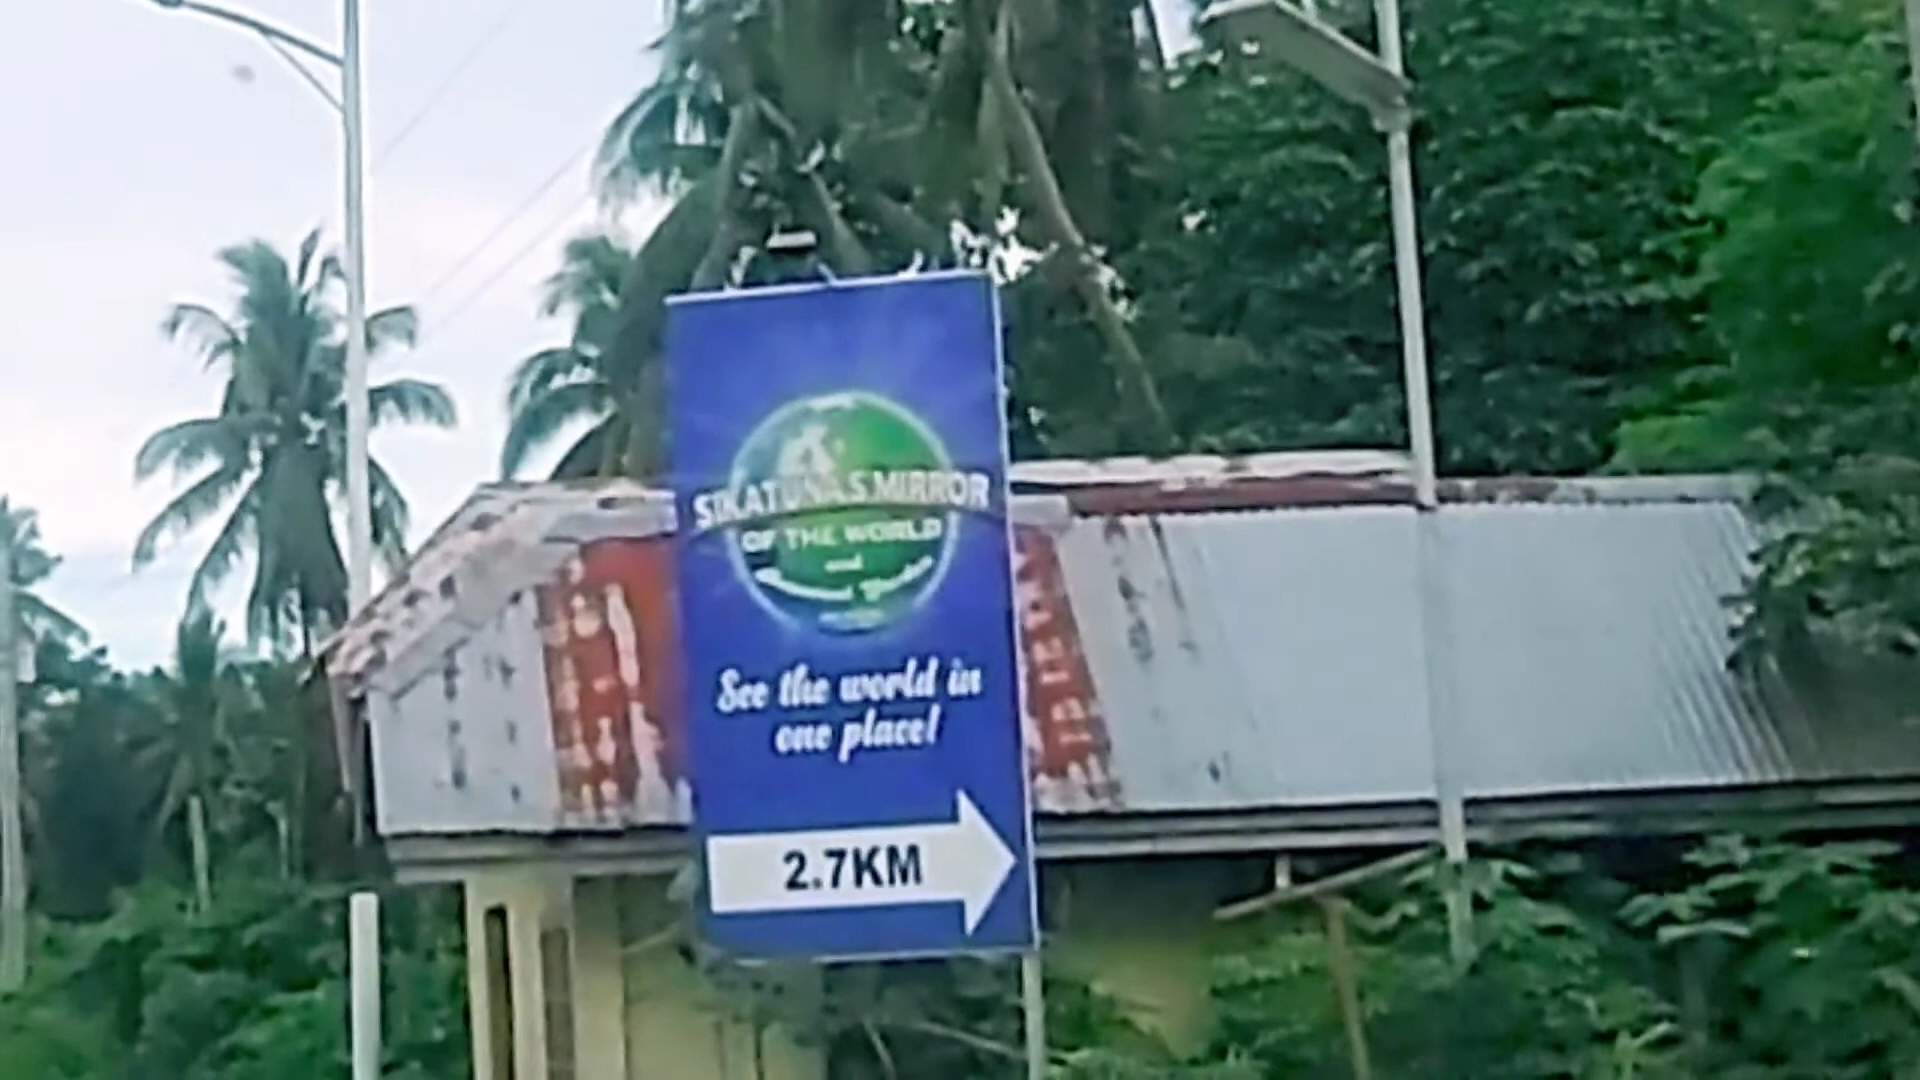 SIKATUNA'S MIRROR
OF THE WORLD
and
See the world in
one place!
2.7KM